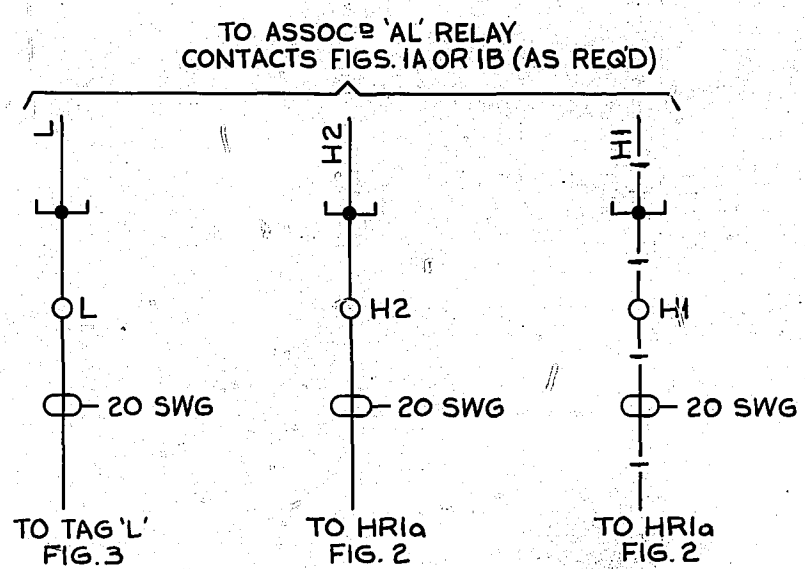 TO ASSOCD 'AL' RELAY
CONTACTS FIGS. 1A OR 1B (AS REQ'D)
L
H2
H1
L
H2
H1
20 SWG
20 SWG
20 SWG
TO TAG 'L'
FIG. 3
TO HR1a
FIG. 2
TO HR1a
FIG. 2